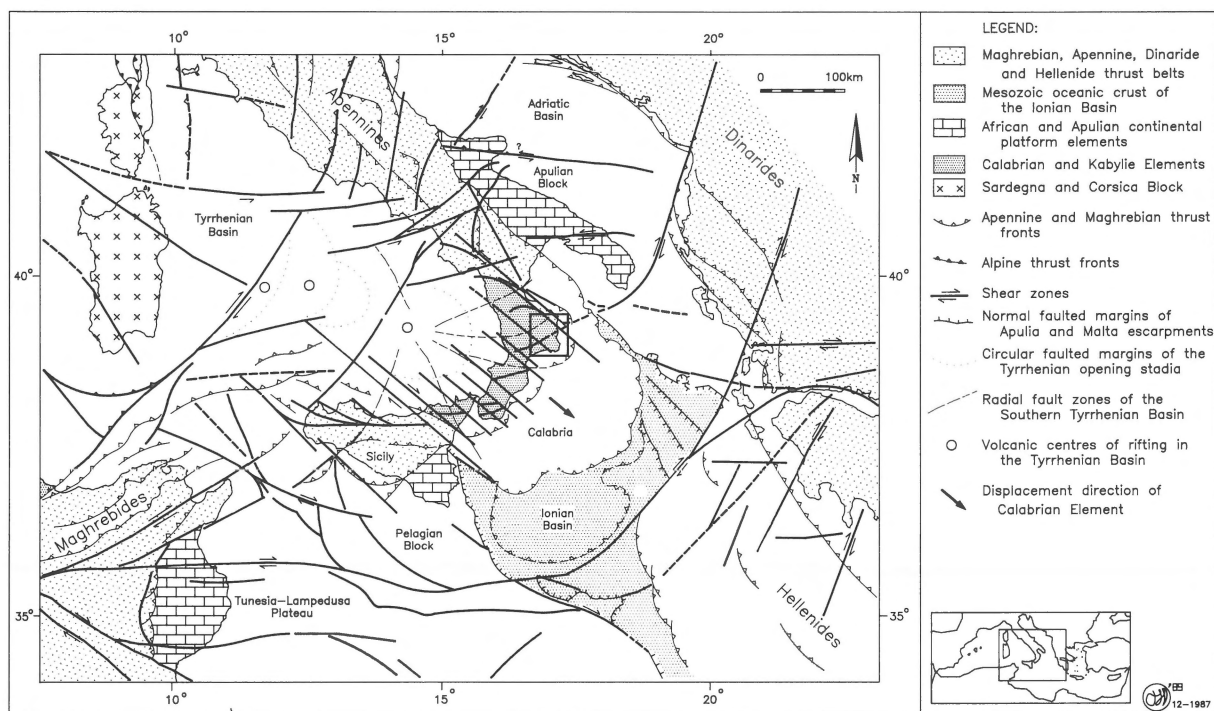 10°
15°
20°
0 100km
N
Adriatic
Basin
Apennines
Dinarides
?
Apulian
Block
Tyrrhenian
Basin
40°
40°
Calabria
Sicily
Ionian
Basin
Maghrebides
Pelagian
Block
Tunesia-Lampedusa
Plateau
Hellenides
35°
35°
10°
15°
20°
LEGEND:
Maghrebian, Apennine, Dinaride
and Hellenide thrust belts
Mesozoic oceanic crust of
the Ionian Basin
African and Apulian continental
platform elements
Calabrian and Kabylie Elements
Sardegna and Corsica Block
Apennine and Maghrebian thrust
fronts
Alpine thrust fronts
Shear zones
Normal faulted margins of
Apulia and Malta escarpments
Circular faulted margins of the
Tyrrhenian opening stadia
Radial fault zones of the
Southern Tyrrhenian Basin
Volcanic centres of rifting in
the Tyrrhenian Basin
Displacement direction of
Calabrian Element
12-1987